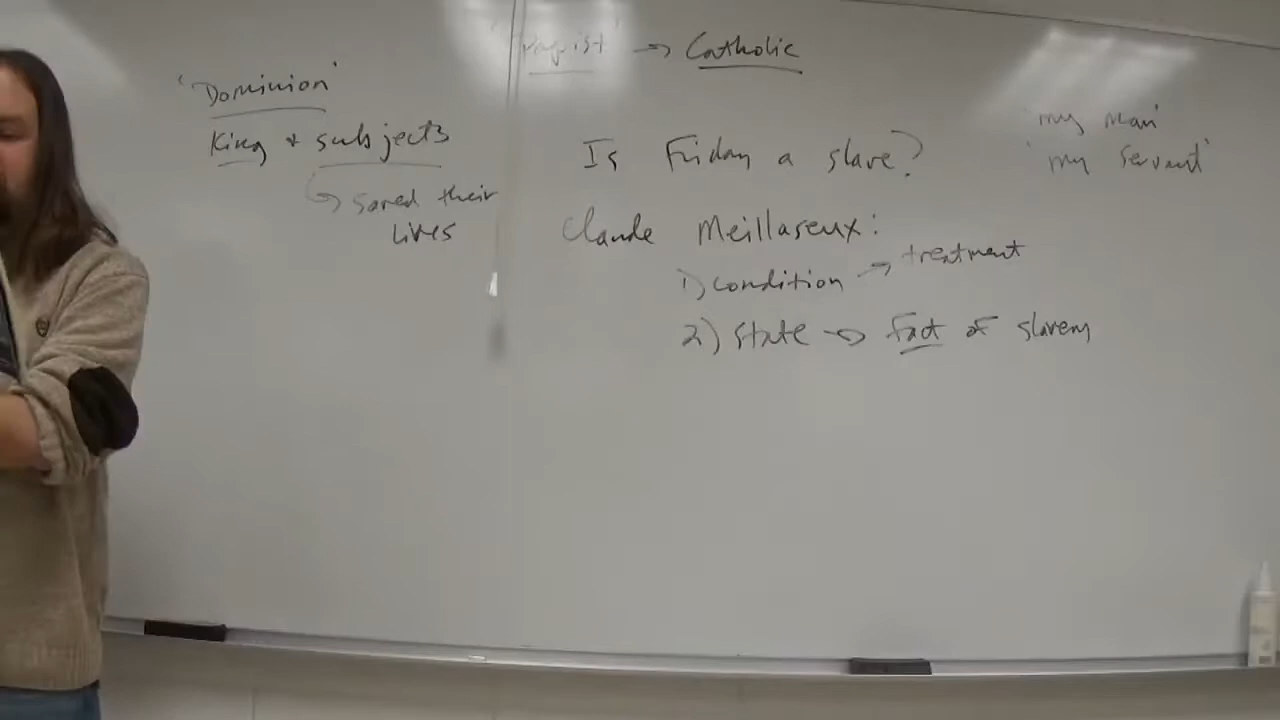 'Dominion'
King & subjects
↳ saved their
lives
"Papist" → Catholic
Is Friday a slave?
Claude Meillaseux:
1) condition → treatment
2) state → Fact of slavery
'my man'
'my servant'